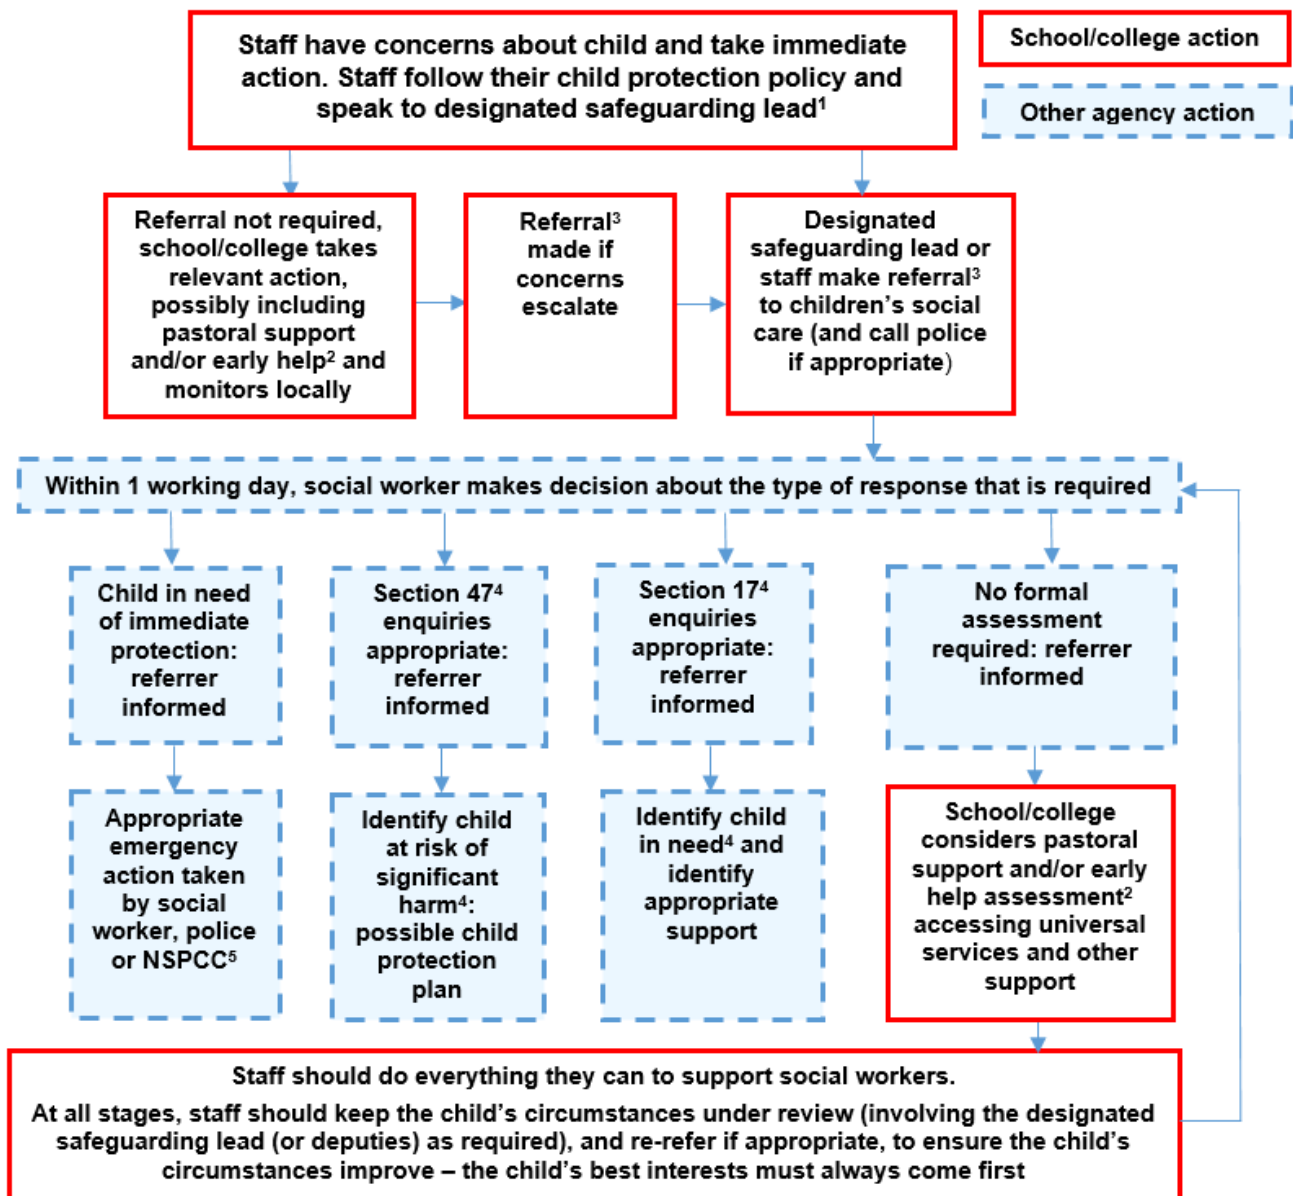 Staff have concerns about child and take immediate
action. Staff follow their child protection policy and
speak to designated safeguarding lead¹
School/college action
Other agency action
Referral not required,
school/college takes
relevant action,
possibly including
pastoral support
and/or early help² and
monitors locally
Referral³
made if
concerns
escalate
Designated
safeguarding lead or
staff make referral³
to children’s social
care (and call police
if appropriate)
Within 1 working day, social worker makes decision about the type of response that is required
Child in need
of immediate
protection:
referrer
informed
Section 47⁴
enquiries
appropriate:
referrer
informed
Section 17⁴
enquiries
appropriate:
referrer
informed
No formal
assessment
required: referrer
informed
Appropriate
emergency
action taken
by social
worker, police
or NSPCC⁵
Identify child
at risk of
significant
harm⁴:
possible child
protection
plan
Identify child
in need⁴ and
identify
appropriate
support
School/college
considers pastoral
support and/or early
help assessment²
accessing universal
services and other
support
Staff should do everything they can to support social workers.
At all stages, staff should keep the child’s circumstances under review (involving the designated
safeguarding lead (or deputies) as required), and re-refer if appropriate, to ensure the child’s
circumstances improve – the child’s best interests must always come first